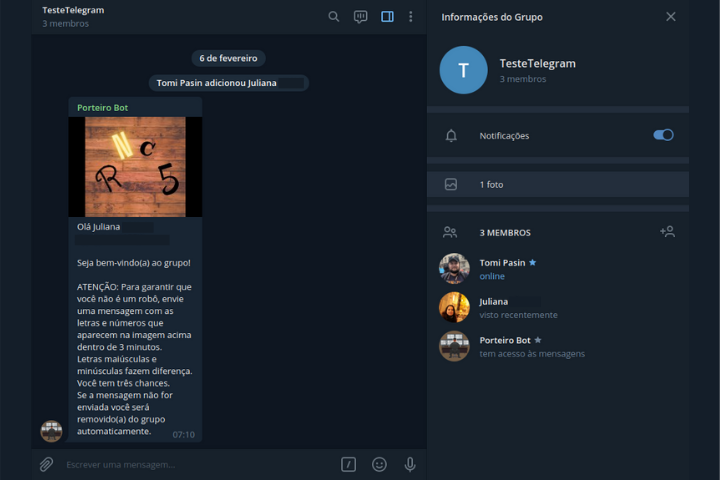 TesteTelegram
3 membros
6 de fevereiro
Tomi Pasin adicionou Juliana
Porteiro Bot
N C
R 5
Olá Juliana
Seja bem-vindo(a) ao grupo!
ATENÇÃO: Para garantir que
você não é um robô, envie
uma mensagem com as
letras e números que
aparecem na imagem acima
dentro de 3 minutos.
Letras maiúsculas e
minúsculas fazem diferença.
Você tem três chances.
Se a mensagem não for
enviada você será
removido(a) do grupo
automaticamente.
07:10
Escrever uma mensagem...
Informações do Grupo
T
TesteTelegram
3 membros
Notificações
1 foto
3 MEMBROS
Tomi Pasin
online
Juliana
visto recentemente
Porteiro Bot
tem acesso às mensagens